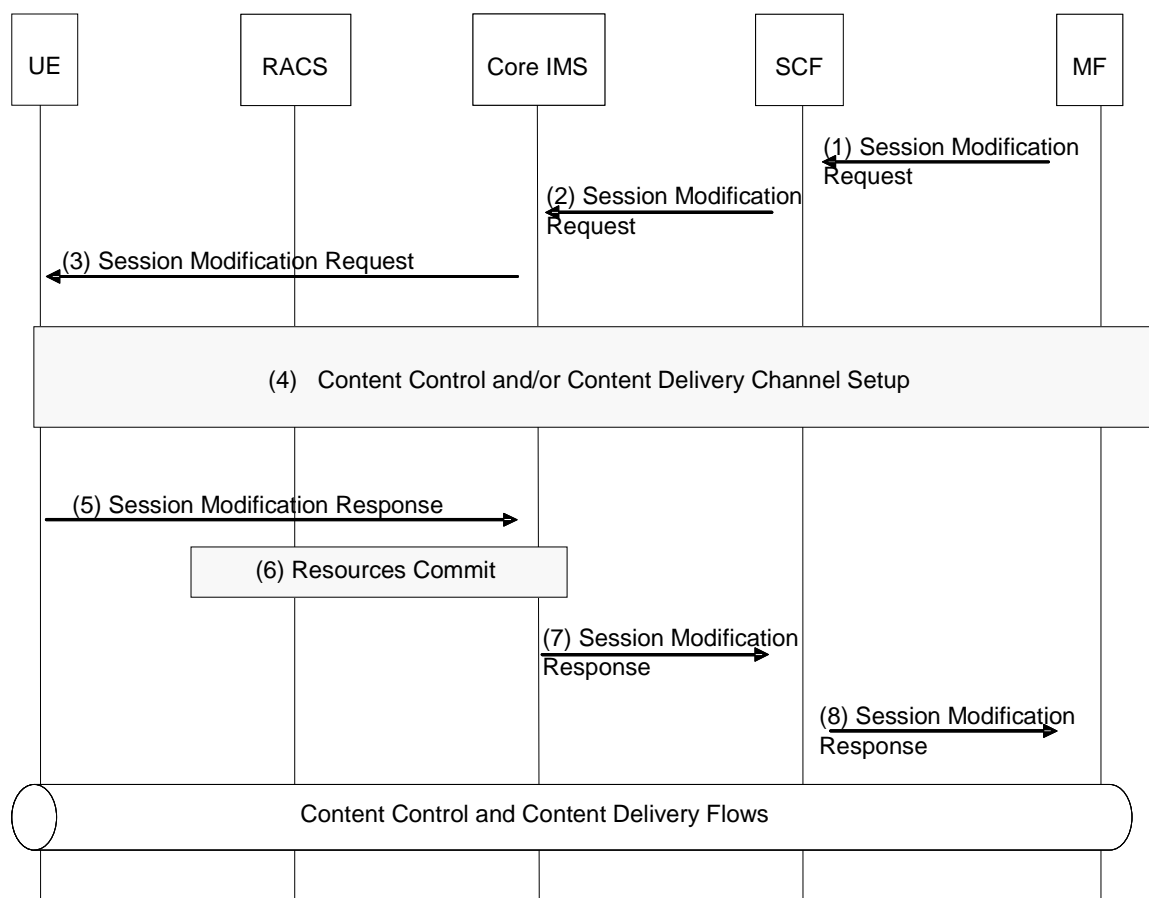 UE
RACS
Core IMS
SCF
MF
(1) Session Modification
Request
(2) Session Modification
Request
(3) Session Modification Request
(4) Content Control and/or Content Delivery Channel Setup
(5) Session Modification Response
(6) Resources Commit
(7) Session Modification
Response
(8) Session Modification
Response
Content Control and Content Delivery Flows